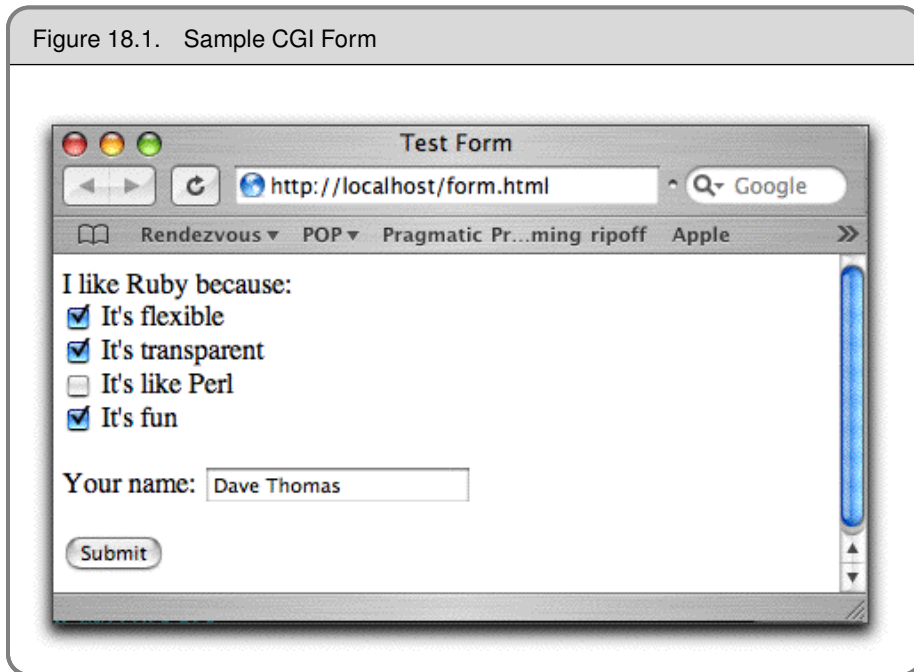 Figure 18.1. Sample CGI Form
Test Form
http://localhost/form.html
Google
Rendezvous POP Pragmatic Pr...ming ripoff Apple
I like Ruby because:
It's flexible
It's transparent
It's like Perl
It's fun
Your name: Dave Thomas
Submit